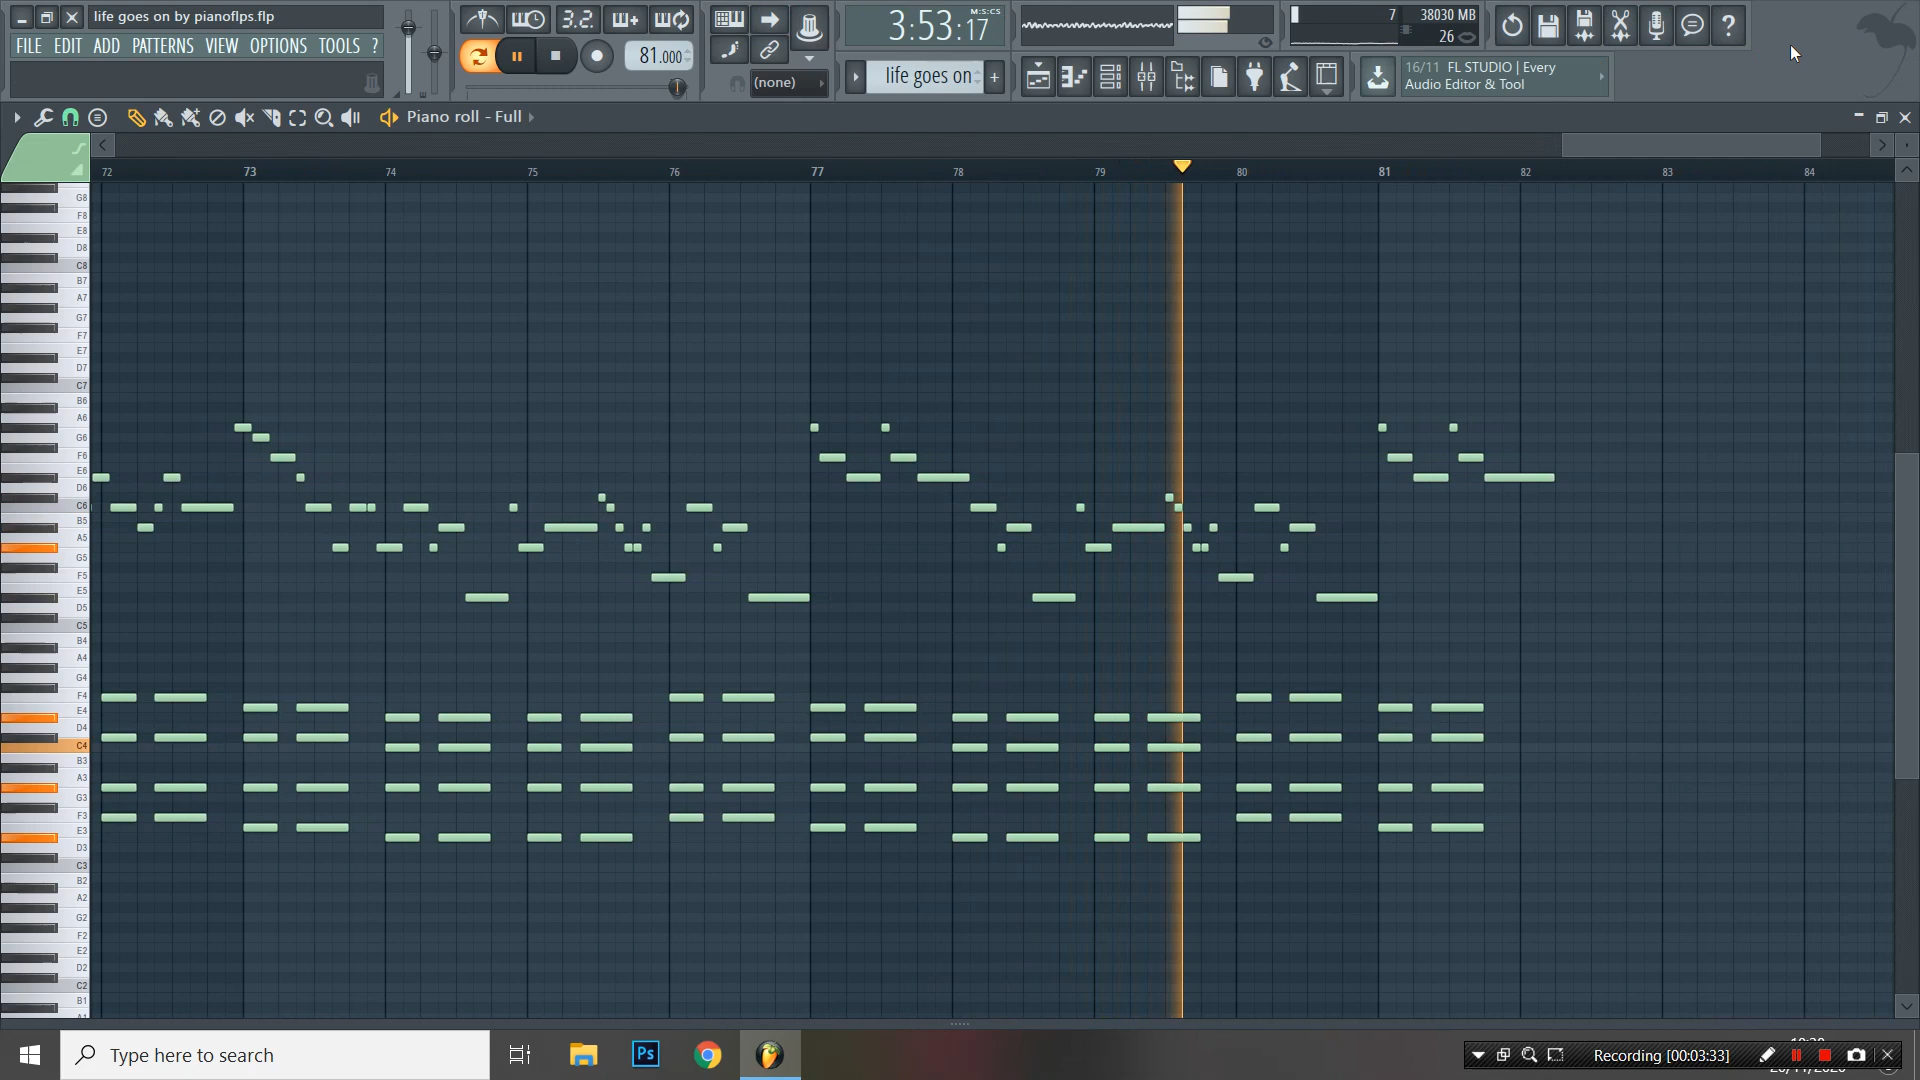 life goes on by pianoflps.flp
FILE EDIT ADD PATTERNS VIEW OPTIONS TOOLS ?
3.2.
81.000
(none)
3:53:17
M:S:CS
life goes on
7
38030 MB
26
16/11 FL STUDIO | Every
Audio Editor & Tool
Piano roll - Full
72 73 74 75 76 77 78 79 80 81 82 83 84
G8
F8
E8
D8
C8
B7
A7
G7
F7
E7
D7
C7
B6
A6
G6
F6
E6
D6
C6
B5
A5
G5
F5
E5
D5
C5
B4
A4
G4
F4
E4
D4
C4
B3
A3
G3
F3
E3
D3
C3
B2
A2
G2
F2
E2
D2
C2
B1
Type here to search
Ps
Recording [00:03:33]